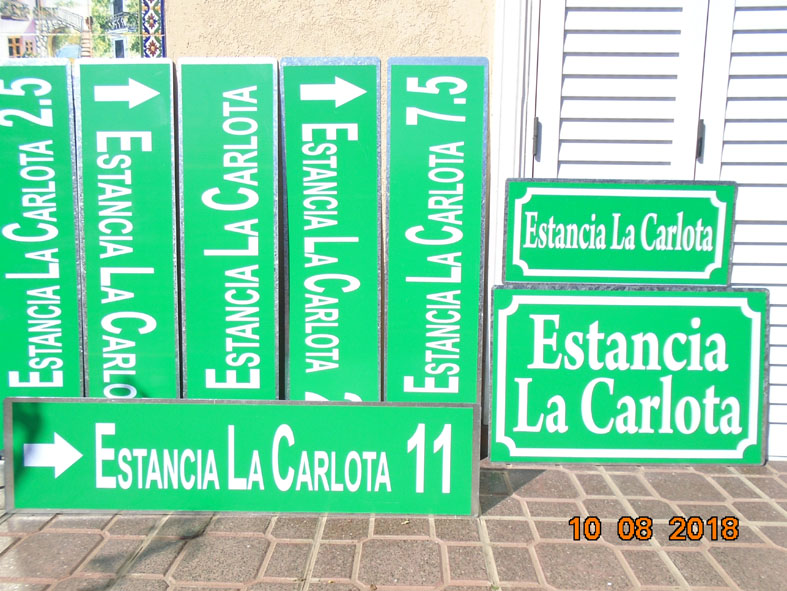 ESTANCIA LA CARLOTA 2.5
ESTANCIA LA CARLO
ESTANCIA LA CARLOTA
ESTANCIA LA CARLOTA
ESTANCIA LA CARLOTA 7.5
Estancia La Carlota
Estancia
La Carlota
ESTANCIA LA CARLOTA 11
10 08 2018